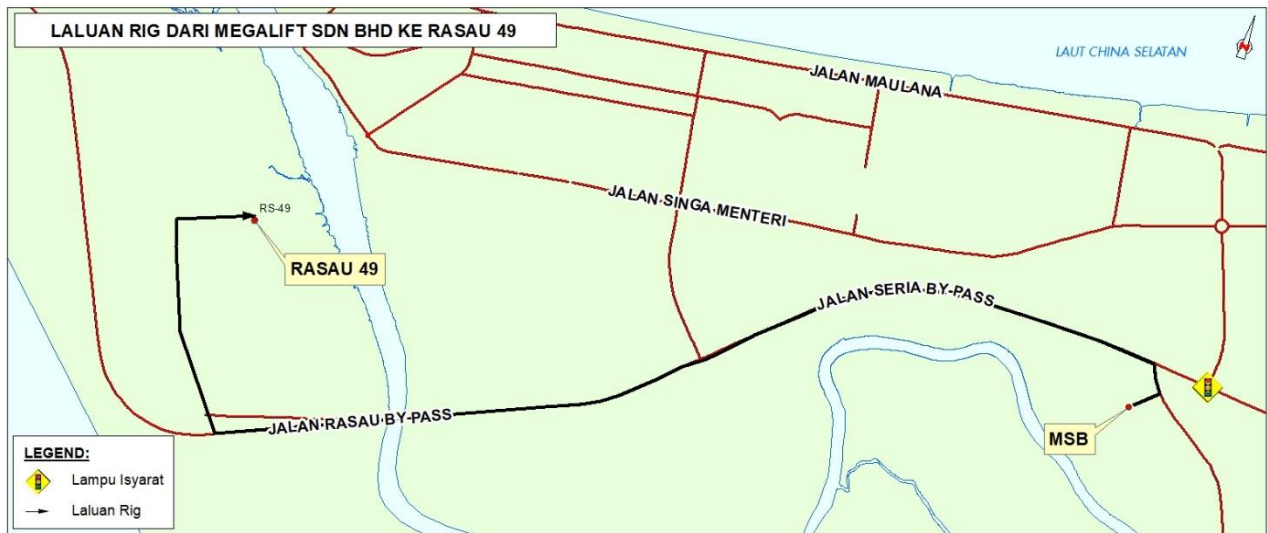 LALUAN RIG DARI MEGALIFT SDN BHD KE RASAU 49
N
LAUT CHINA SELATAN
JALAN MAULANA
JALAN SINGA MENTERI
RS-49
RASAU 49
JALAN SERIA BY-PASS
JALAN RASAU BY-PASS
MSB
LEGEND:
Lampu Isyarat
Laluan Rig